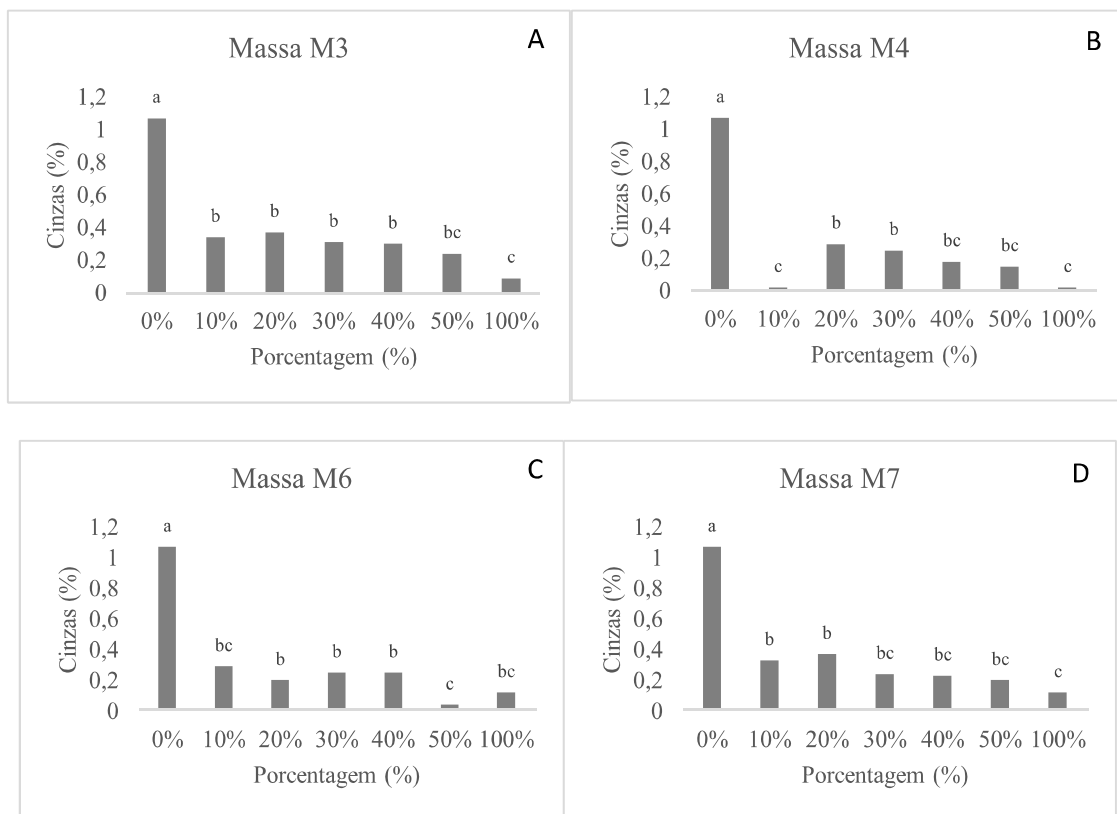 Massa M3
A
1,2
1
0,8
0,6
0,4
0,2
0
Cinzas (%)
a
b
b
b
b
bc
c
0% 10% 20% 30% 40% 50% 100%
Porcentagem (%)
Massa M4
B
1,2
1
0,8
0,6
0,4
0,2
0
Cinzas (%)
a
c
b
b
bc
bc
c
0% 10% 20% 30% 40% 50% 100%
Porcentagem (%)
Massa M6
C
1,2
1
0,8
0,6
0,4
0,2
0
Cinzas (%)
a
bc
b
b
b
c
bc
0% 10% 20% 30% 40% 50% 100%
Porcentagem (%)
Massa M7
D
1,2
1
0,8
0,6
0,4
0,2
0
Cinzas (%)
a
b
b
bc
bc
bc
c
0% 10% 20% 30% 40% 50% 100%
Porcentagem (%)